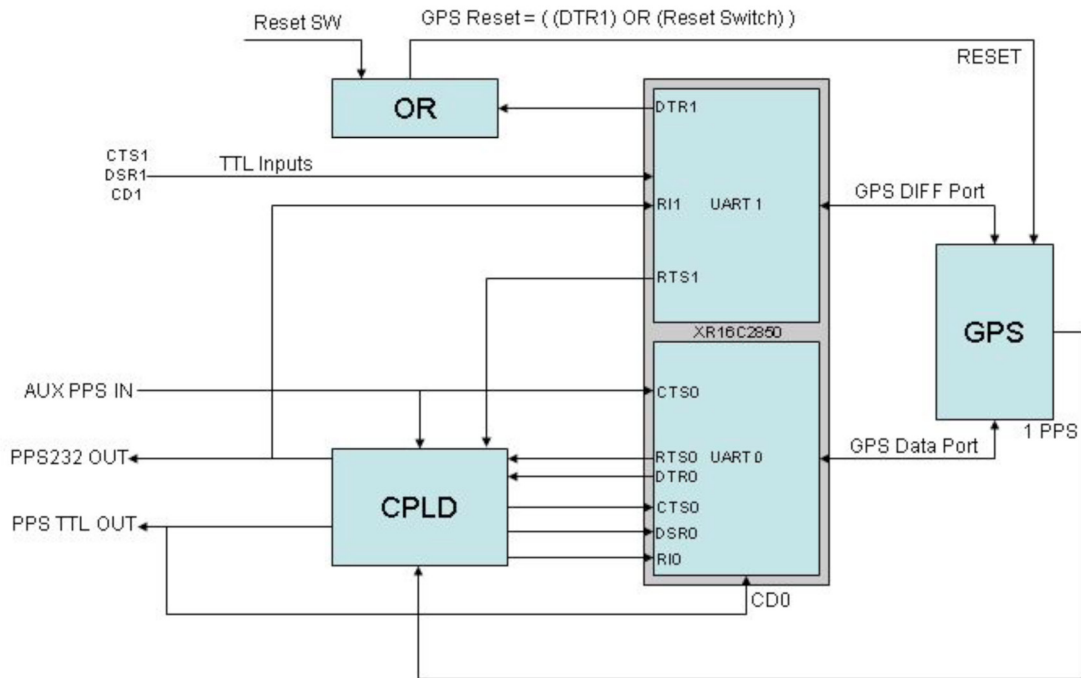 Reset SW
GPS Reset = ( (DTR1) OR (Reset Switch) )
RESET
OR
DTR1
CTS1
DSR1
CD1
TTL Inputs
RI1
UART 1
GPS DIFF Port
RTS1
GPS
XR16C2850
AUX PPS IN
CTS0
1 PPS
PPS232 OUT
RTS0
UART 0
GPS Data Port
DTR0
CPLD
CTS0
PPS TTL OUT
DSR0
RI0
CD0